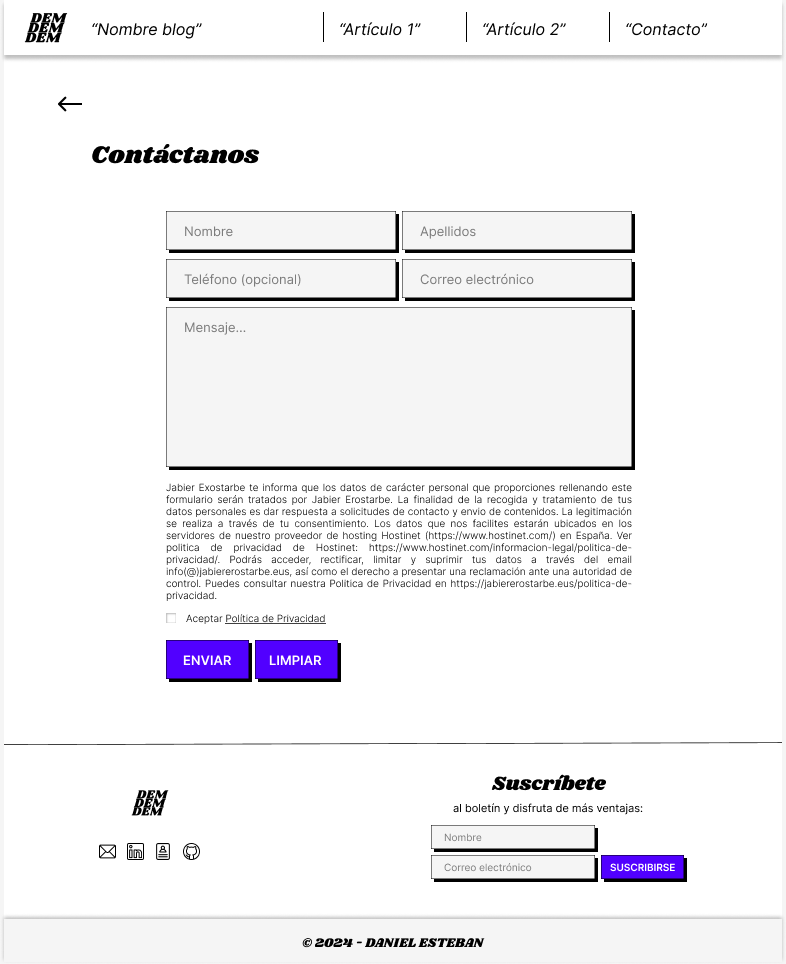 DEM
DEM
DEM
“Nombre blog”
“Artículo 1”
“Artículo 2”
“Contacto”
Contáctanos
Nombre
Apellidos
Teléfono (opcional)
Correo electrónico
Mensaje...
Jabier Exostarbe te informa que los datos de carácter personal que proporciones rellenando este
formulario serán tratados por Jabier Erostarbe. La finalidad de la recogida y tratamiento de tus
datos personales es dar respuesta a solicitudes de contacto y envio de contenidos. La legitimación
se realiza a través de tu consentimiento. Los datos que nos facilites estarán ubicados en los
servidores de nuestro proveedor de hosting Hostinet (https://www.hostinet.com/) en España. Ver
politica de privacidad de Hostinet: https://www.hostinet.com/informacion-legal/politica-de-
privacidad/. Podrás acceder, rectificar, limitar y suprimir tus datos a través del email
info(@)jabiererostarbe.eus, así como el derecho a presentar una reclamación ante una autoridad de
control. Puedes consultar nuestra Politica de Privacidad en https://jabiererostarbe.eus/politica-de-
privacidad.
Aceptar Política de Privacidad
ENVIAR
LIMPIAR
DEM
DEM
DEM
in
Suscríbete
al boletín y disfruta de más ventajas:
Nombre
Correo electrónico
SUSCRIBIRSE
© 2024 - DANIEL ESTEBAN